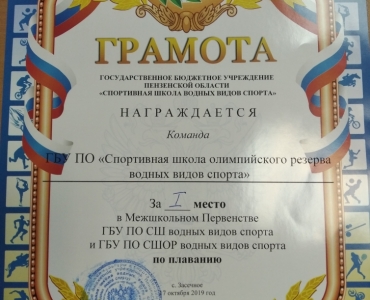 ГРАМОТА
ГОСУДАРСТВЕННОЕ БЮДЖЕТНОЕ УЧРЕЖДЕНИЕ
ПЕНЗЕНСКОЙ ОБЛАСТИ
«СПОРТИВНАЯ ШКОЛА ВОДНЫХ ВИДОВ СПОРТА»
НАГРАЖДАЕТСЯ
Команда
ГБУ ПО «Спортивная школа олимпийского резерва
водных видов спорта»
За I место
в Межшкольном Первенстве
ГБУ ПО СШ водных видов спорта
и ГБУ ПО СШОР водных видов спорта
по плаванию
с. Засечное
октября 2019 год